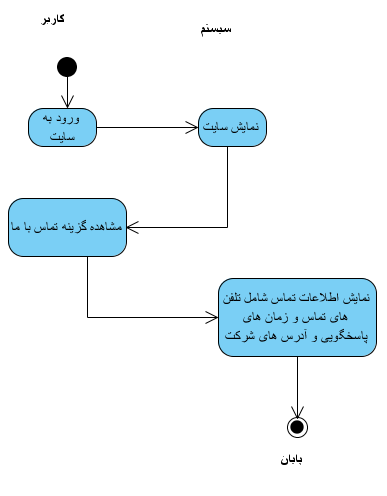 کاربر
سیستم
ورود به
سایت
نمایش سایت
مشاهده گزینه تماس با ما
نمایش اطلاعات تماس شامل تلفن
های تماس و زمان های
پاسخگویی و آدرس های شرکت
پایان